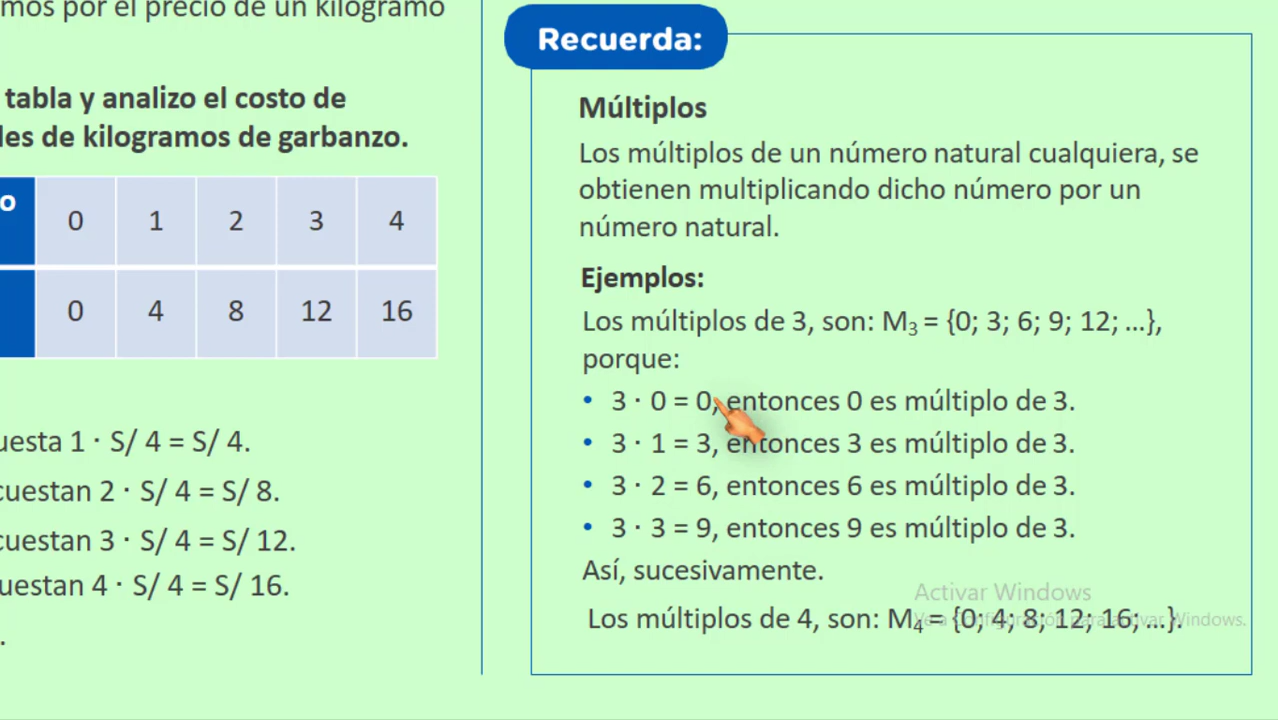 mos por el precio de un kilogramo
tabla y analizo el costo de
les de kilogramos de garbanzo.
o 0 1 2 3 4
0 4 8 12 16
uesta 1 · S/ 4 = S/ 4.
cuestan 2 · S/ 4 = S/ 8.
cuestan 3 · S/ 4 = S/ 12.
uestan 4 · S/ 4 = S/ 16.
.
Recuerda:
Múltiplos
Los múltiplos de un número natural cualquiera, se
obtienen multiplicando dicho número por un
número natural.
Ejemplos:
Los múltiplos de 3, son: M₃ = {0; 3; 6; 9; 12; ...},
porque:
• 3 · 0 = 0, entonces 0 es múltiplo de 3.
• 3 · 1 = 3, entonces 3 es múltiplo de 3.
• 3 · 2 = 6, entonces 6 es múltiplo de 3.
• 3 · 3 = 9, entonces 9 es múltiplo de 3.
Así, sucesivamente.
Los múltiplos de 4, son: M₄ = {0; 4; 8; 12; 16; ...}.
Activar Windows
Ve a Configuración para activar Windows.